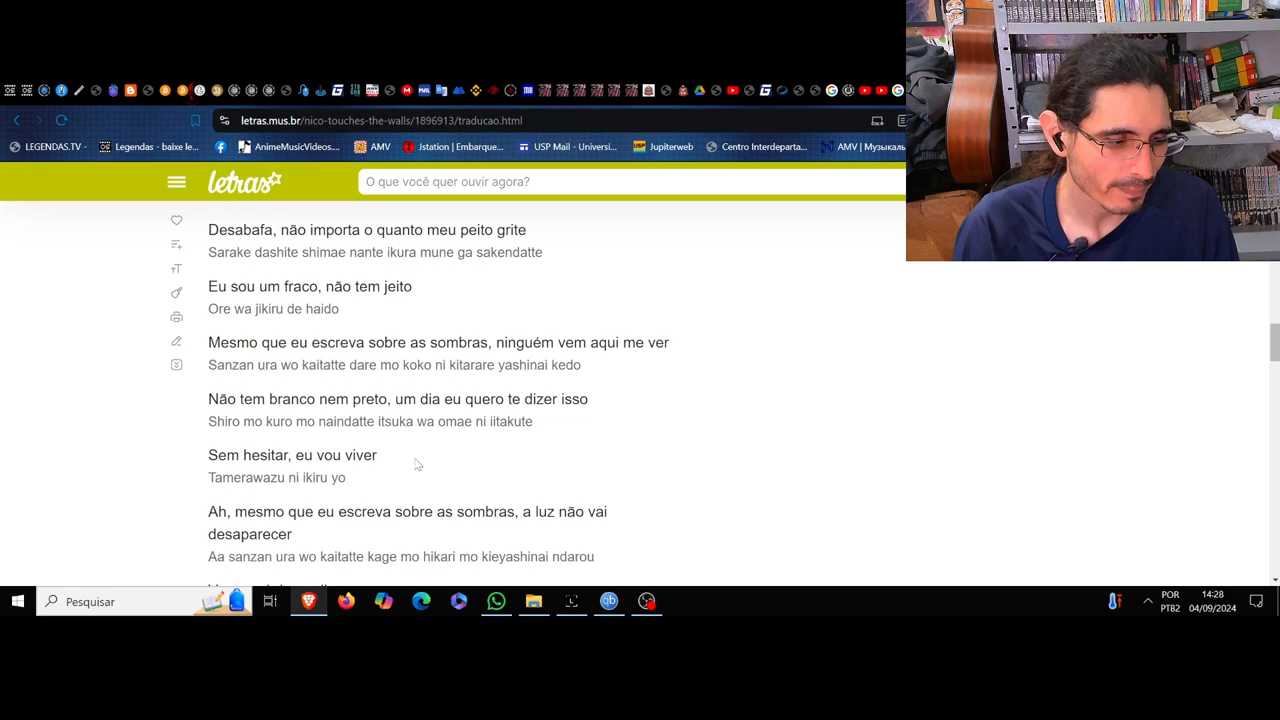 letras.mus.br/nico-touches-the-walls/1896913/traducao.html
LEGENDAS.TV -
Legendas - baixe le...
AnimeMusicVideos...
AMV
Jstation | Embarque...
USP Mail - Universi...
Jupiterweb
Centro Interdeparta...
AMV | Музыкаль
letras
O que você quer ouvir agora?
Desabafa, não importa o quanto meu peito grite
Sarake dashite shimae nante ikura mune ga sakendatte
Eu sou um fraco, não tem jeito
Ore wa jikiru de haido
Mesmo que eu escreva sobre as sombras, ninguém vem aqui me ver
Sanzan ura wo kaitatte dare mo koko ni kitarare yashinai kedo
Não tem branco nem preto, um dia eu quero te dizer isso
Shiro mo kuro mo naindatte itsuka wa omae ni iitakute
Sem hesitar, eu vou viver
Tamerawazu ni ikiru yo
Ah, mesmo que eu escreva sobre as sombras, a luz não vai
desaparecer
Aa sanzan ura wo kaitatte kage mo hikari mo kieyashinai ndarou
Pesquisar
POR
PTB2
14:28
04/09/2024